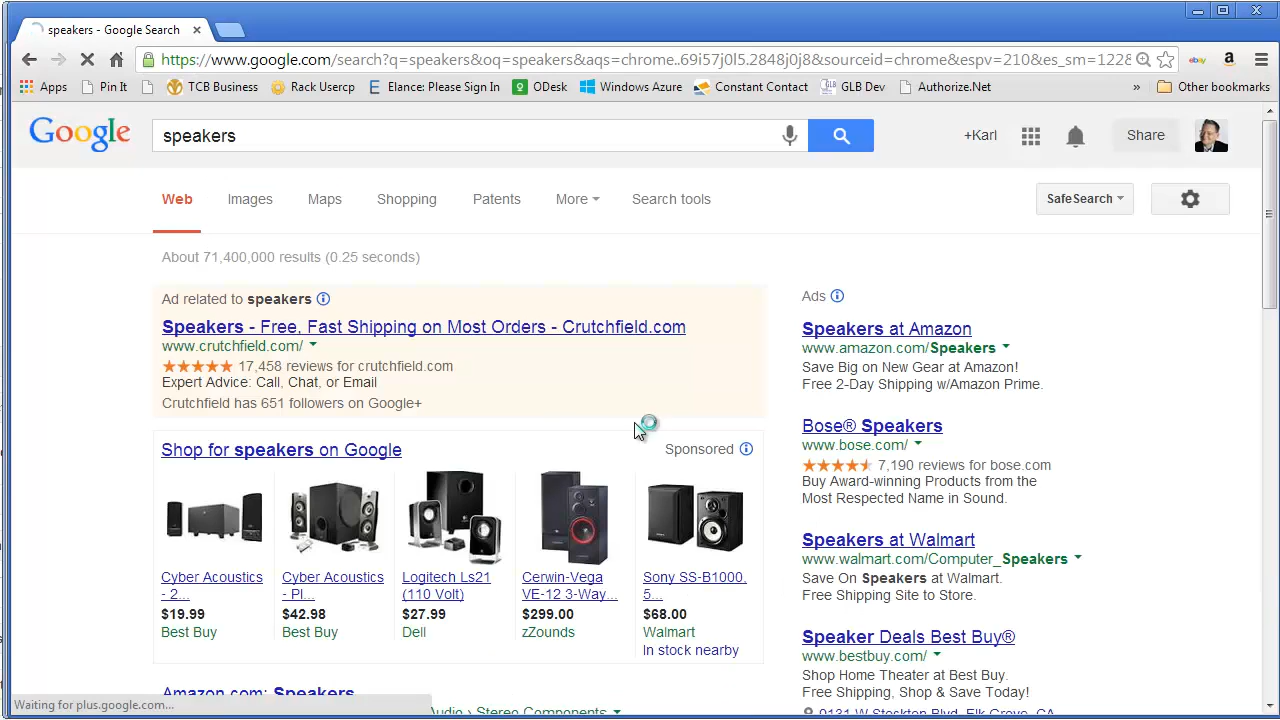 speakers - Google Search
https://www.google.com/search?q=speakers&oq=speakers&aqs=chrome..69i57j0l5.2848j0j8&sourceid=chrome&espv=210&es_sm=1228
Apps Pin It TCB Business Rack Usercp Elance: Please Sign In ODesk Windows Azure Constant Contact GLB Dev Authorize.Net » Other bookmarks
Google speakers +Karl Share
Web Images Maps Shopping Patents More Search tools SafeSearch
About 71,400,000 results (0.25 seconds)
Ad related to speakers
Speakers - Free, Fast Shipping on Most Orders - Crutchfield.com
www.crutchfield.com/
17,458 reviews for crutchfield.com
Expert Advice: Call, Chat, or Email
Crutchfield has 651 followers on Google+
Shop for speakers on Google Sponsored
Cyber Acoustics
- 2...
$19.99
Best Buy
Cyber Acoustics
- Pl...
$42.98
Best Buy
Logitech Ls21
(110 Volt)
$27.99
Dell
Cerwin-Vega
VE-12 3-Way...
$299.00
zZounds
Sony SS-B1000,
5...
$68.00
Walmart
In stock nearby
Amazon.com: Speakers
Audio › Stereo Components
Ads
Speakers at Amazon
www.amazon.com/Speakers
Save Big on New Gear at Amazon!
Free 2-Day Shipping w/Amazon Prime.
Bose® Speakers
www.bose.com/
7,190 reviews for bose.com
Buy Award-winning Products from the
Most Respected Name in Sound.
Speakers at Walmart
www.walmart.com/Computer_Speakers
Save On Speakers at Walmart.
Free Shipping Site to Store.
Speaker Deals Best Buy®
www.bestbuy.com/
Shop Home Theater at Best Buy.
Free Shipping, Shop & Save Today!
9131 W Stockton Blvd, Elk Grove, CA
Waiting for plus.google.com...